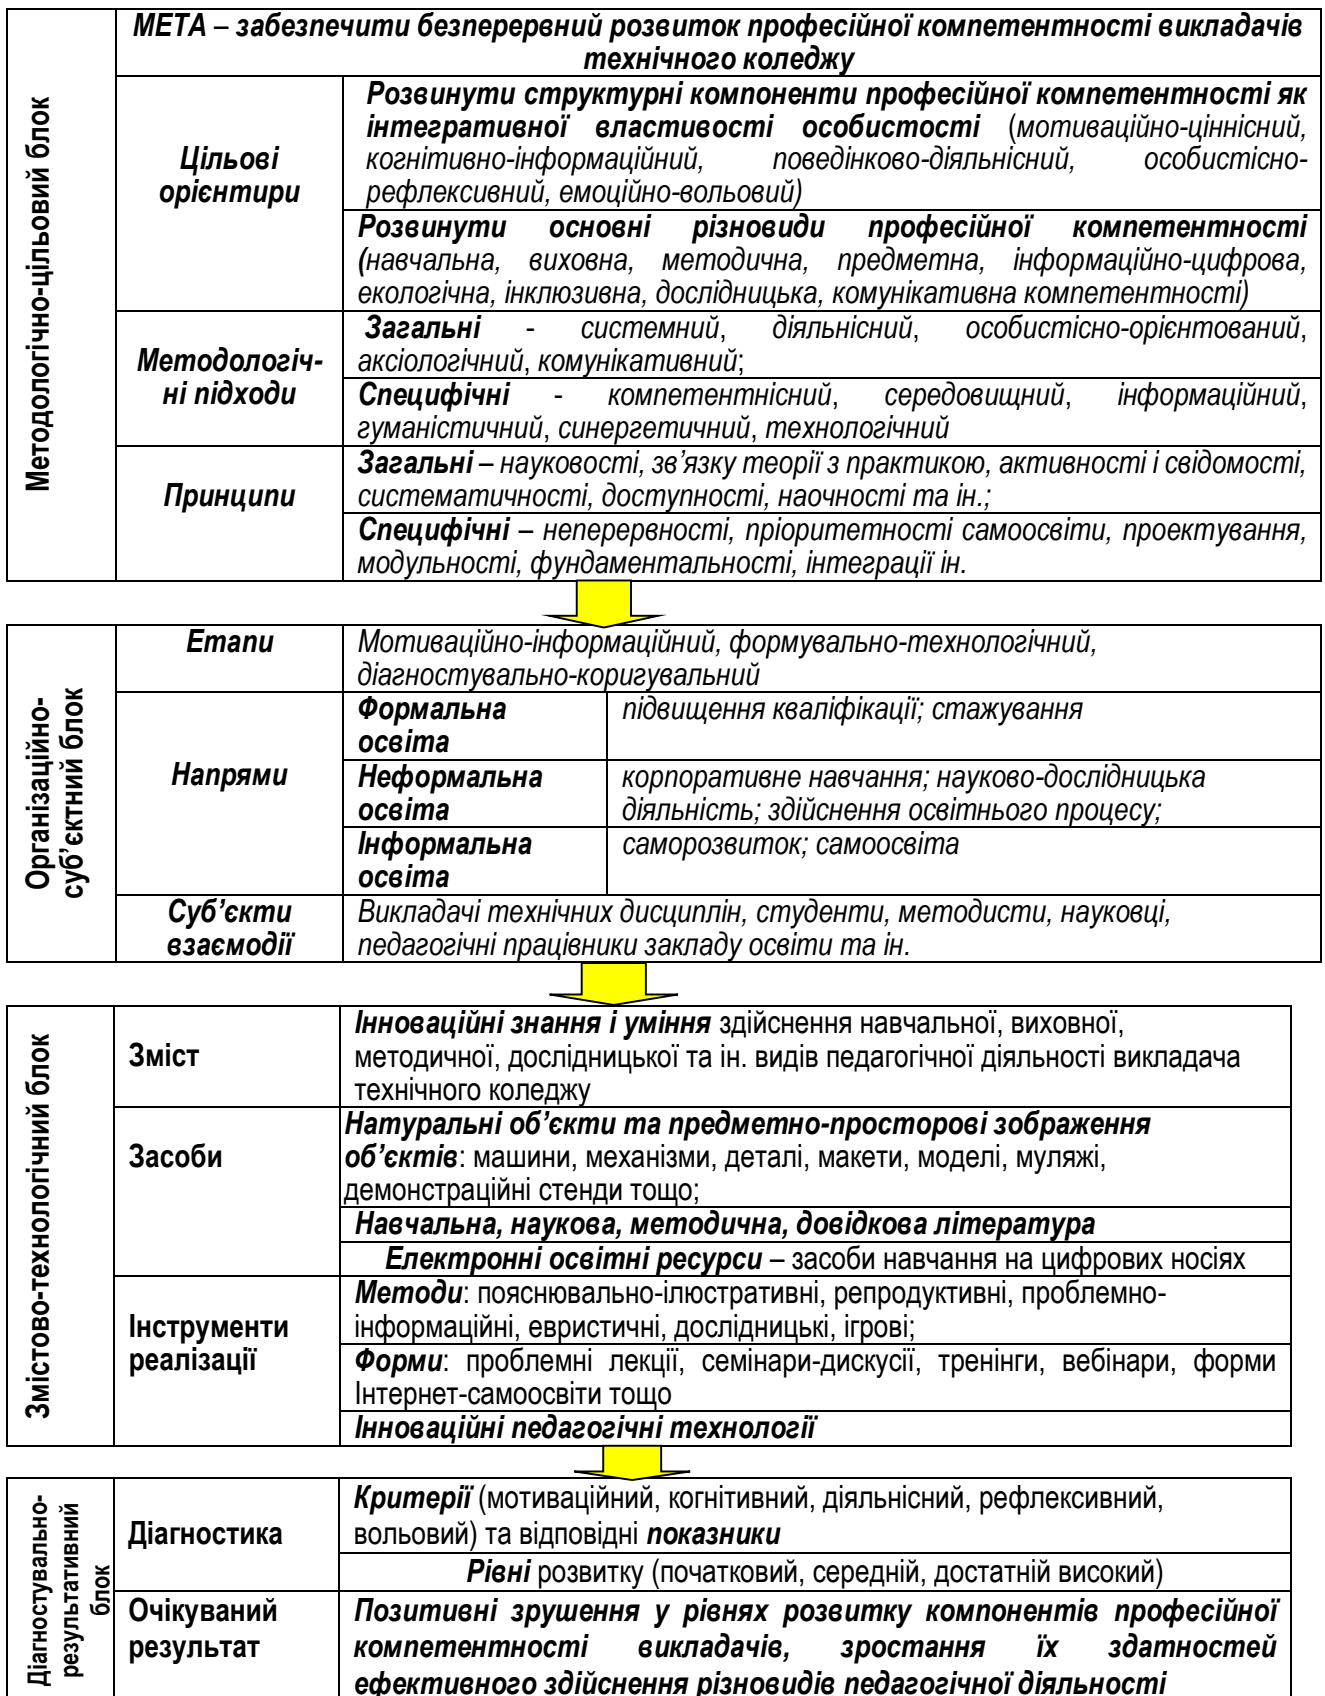 Методологічно-цільовий блок
МЕТА – забезпечити безперервний розвиток професійної компетентності викладачів
технічного коледжу
Цільові
орієнтири
Розвинути структурні компоненти професійної компетентності як
інтегративної властивості особистості (мотиваційно-ціннісний,
когнітивно-інформаційний, поведінково-діяльнісний, особистісно-
рефлексивний, емоційно-вольовий)
Розвинути основні різновиди професійної компетентності
(навчальна, виховна, методична, предметна, інформаційно-цифрова,
екологічна, інклюзивна, дослідницька, комунікативна компетентності)
Методологіч-
ні підходи
Загальні - системний, діяльнісний, особистісно-орієнтований,
аксіологічний, комунікативний;
Специфічні - компетентнісний, середовищний, інформаційний,
гуманістичний, синергетичний, технологічний
Принципи
Загальні – науковості, зв’язку теорії з практикою, активності і свідомості,
систематичності, доступності, наочності та ін.;
Специфічні – неперервності, пріоритетності самоосвіти, проектування,
модульності, фундаментальності, інтеграції ін.
Організаційно-
суб’єктний блок
Етапи
Мотиваційно-інформаційний, формувально-технологічний,
діагностувально-коригувальний
Напрями
Формальна
освіта
підвищення кваліфікації; стажування
Неформальна
освіта
корпоративне навчання; науково-дослідницька
діяльність; здійснення освітнього процесу;
Інформальна
освіта
саморозвиток; самоосвіта
Суб’єкти
взаємодії
Викладачі технічних дисциплін, студенти, методисти, науковці,
педагогічні працівники закладу освіти та ін.
Змістово-технологічний блок
Зміст
Інноваційні знання і уміння здійснення навчальної, виховної,
методичної, дослідницької та ін. видів педагогічної діяльності викладача
технічного коледжу
Засоби
Натуральні об’єкти та предметно-просторові зображення
об’єктів: машини, механізми, деталі, макети, моделі, муляжі,
демонстраційні стенди тощо;
Навчальна, наукова, методична, довідкова література
Електронні освітні ресурси – засоби навчання на цифрових носіях
Інструменти
реалізації
Методи: пояснювально-ілюстративні, репродуктивні, проблемно-
інформаційні, евристичні, дослідницькі, ігрові;
Форми: проблемні лекції, семінари-дискусії, тренінги, вебінари, форми
Інтернет-самоосвіти тощо
Інноваційні педагогічні технології
Діагностувально-
результативний
блок
Діагностика
Критерії (мотиваційний, когнітивний, діяльнісний, рефлексивний,
вольовий) та відповідні показники
Рівні розвитку (початковий, середній, достатній високий)
Очікуваний
результат
Позитивні зрушення у рівнях розвитку компонентів професійної
компетентності викладачів, зростання їх здатностей
ефективного здійснення різновидів педагогічної діяльності